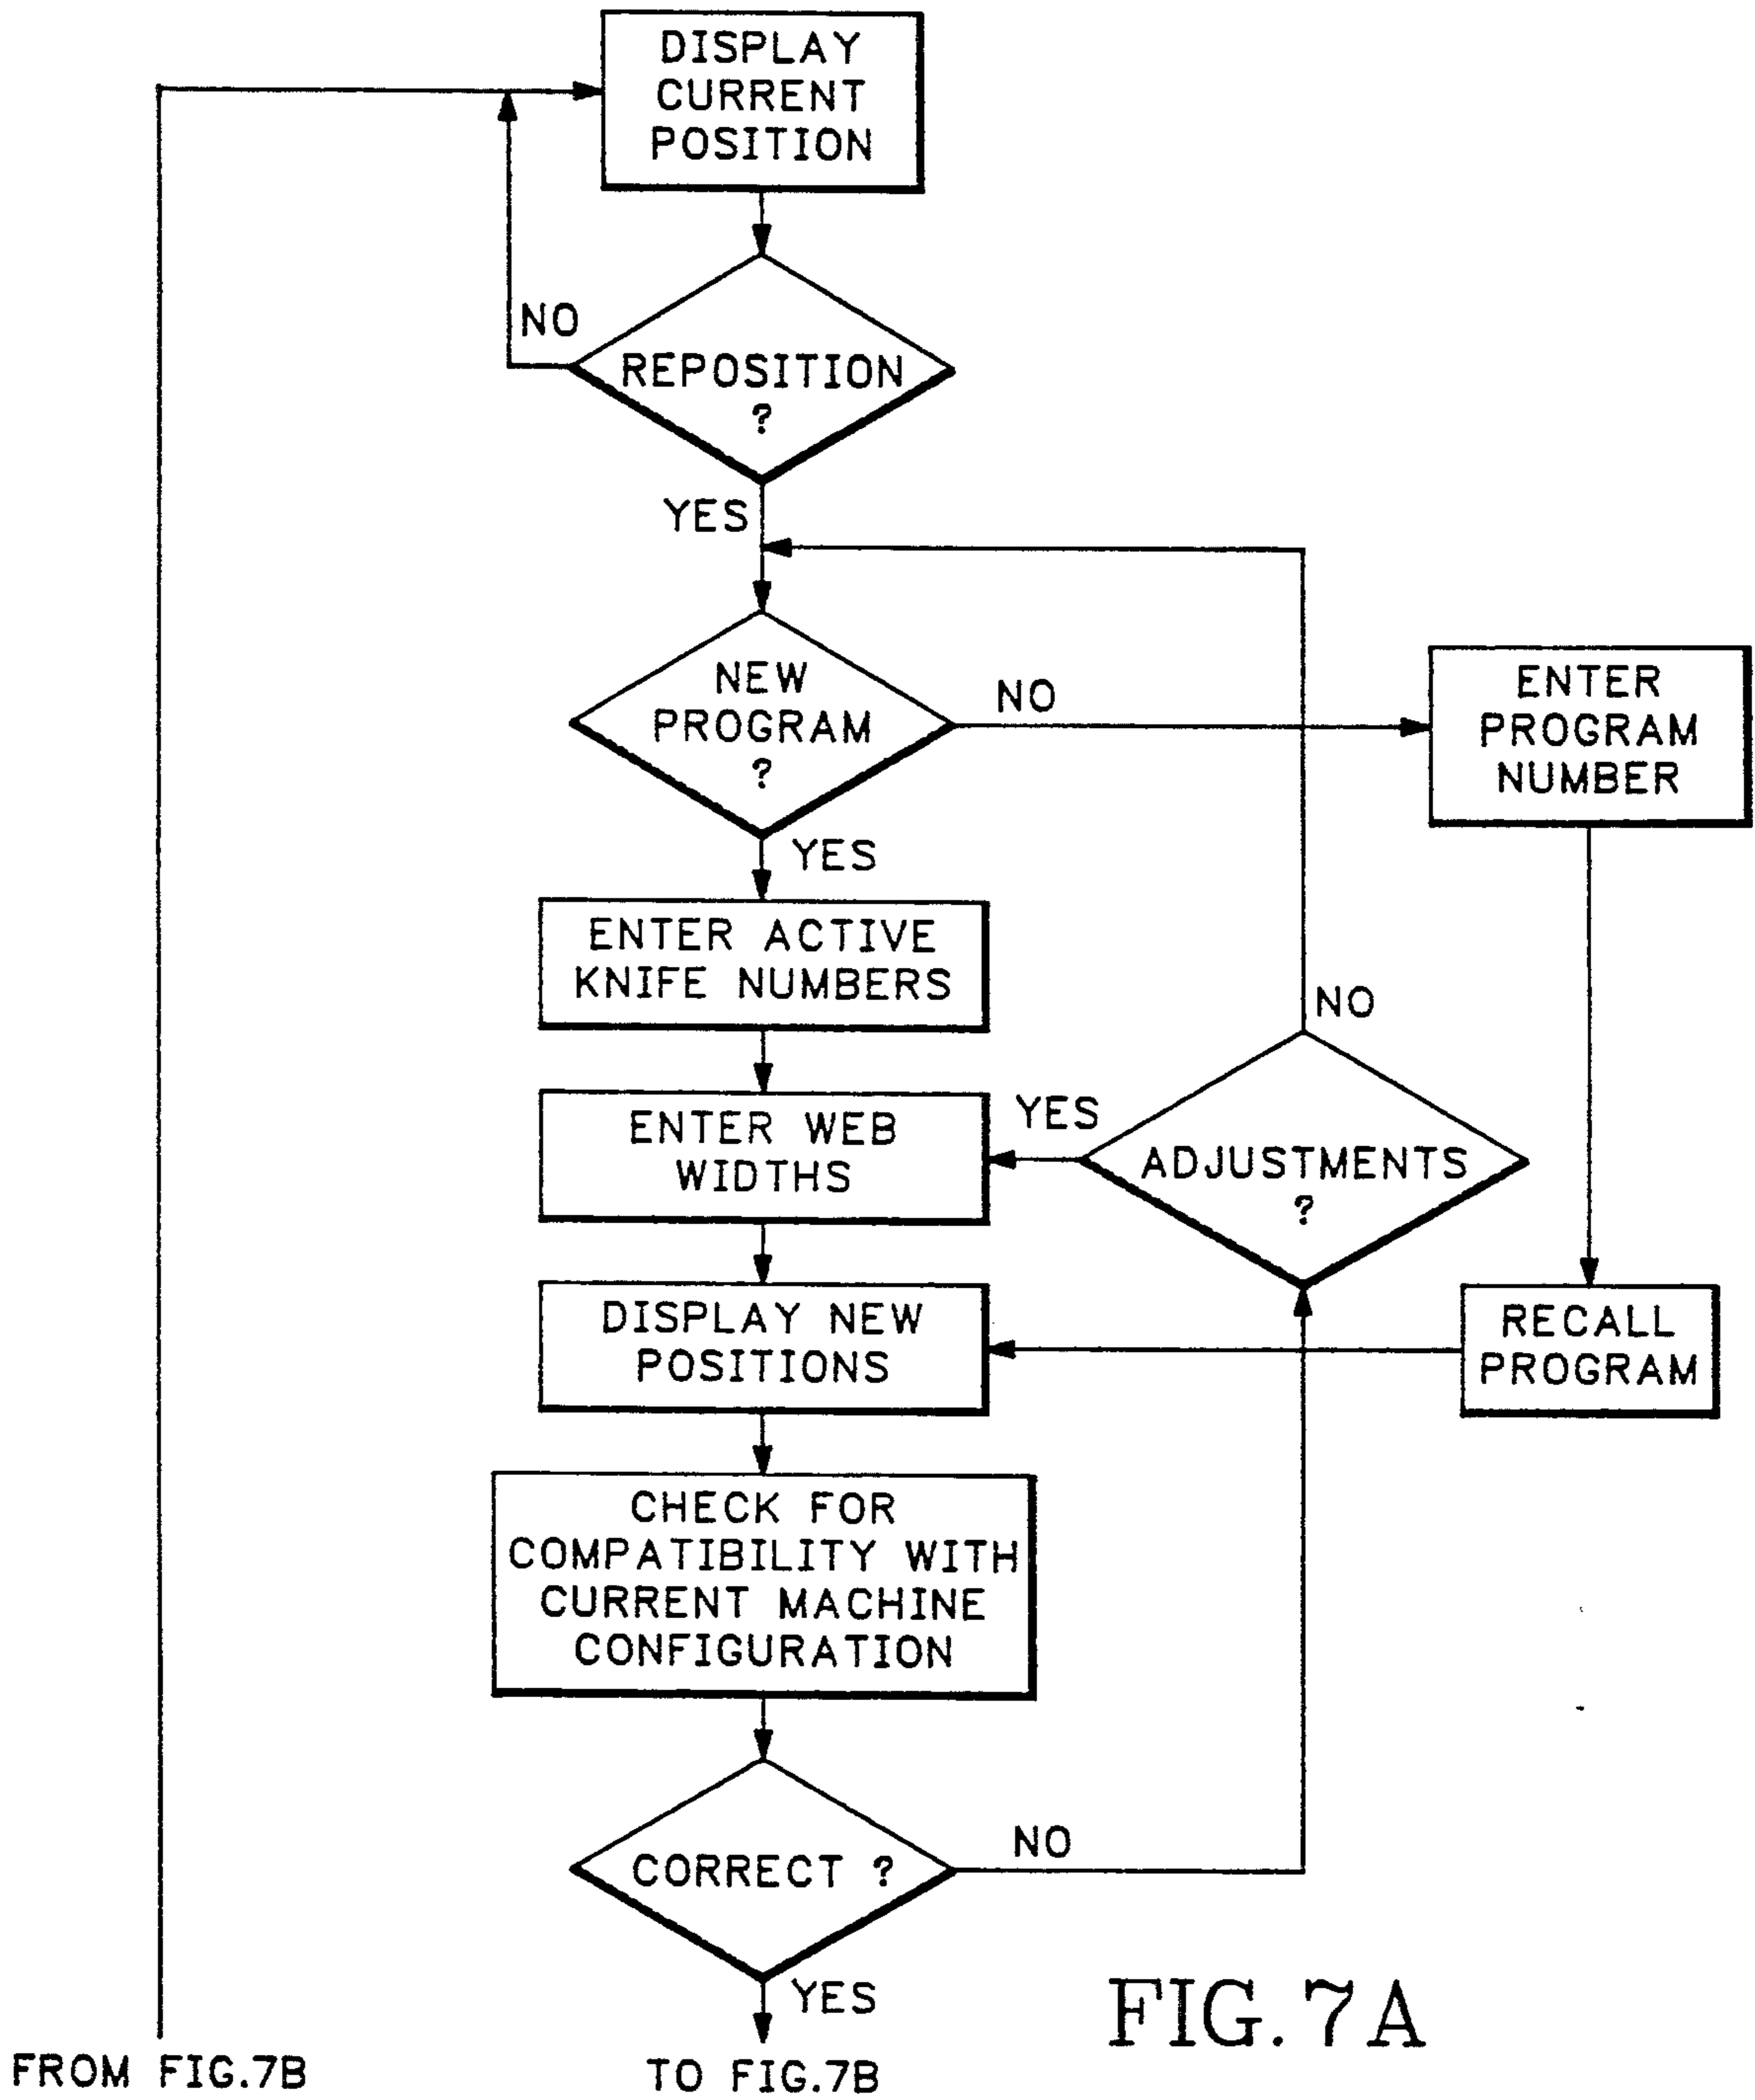 DISPLAY
CURRENT
POSITION
NO
REPOSITION
?
YES
NEW
PROGRAM
?
NO
ENTER
PROGRAM
NUMBER
YES
ENTER ACTIVE
KNIFE NUMBERS
NO
ENTER WEB
WIDTHS
YES
ADJUSTMENTS
?
DISPLAY NEW
POSITIONS
RECALL
PROGRAM
CHECK FOR
COMPATIBILITY WITH
CURRENT MACHINE
CONFIGURATION
CORRECT ?
NO
YES
FIG. 7A
FROM FIG.7B
TO FIG.7B